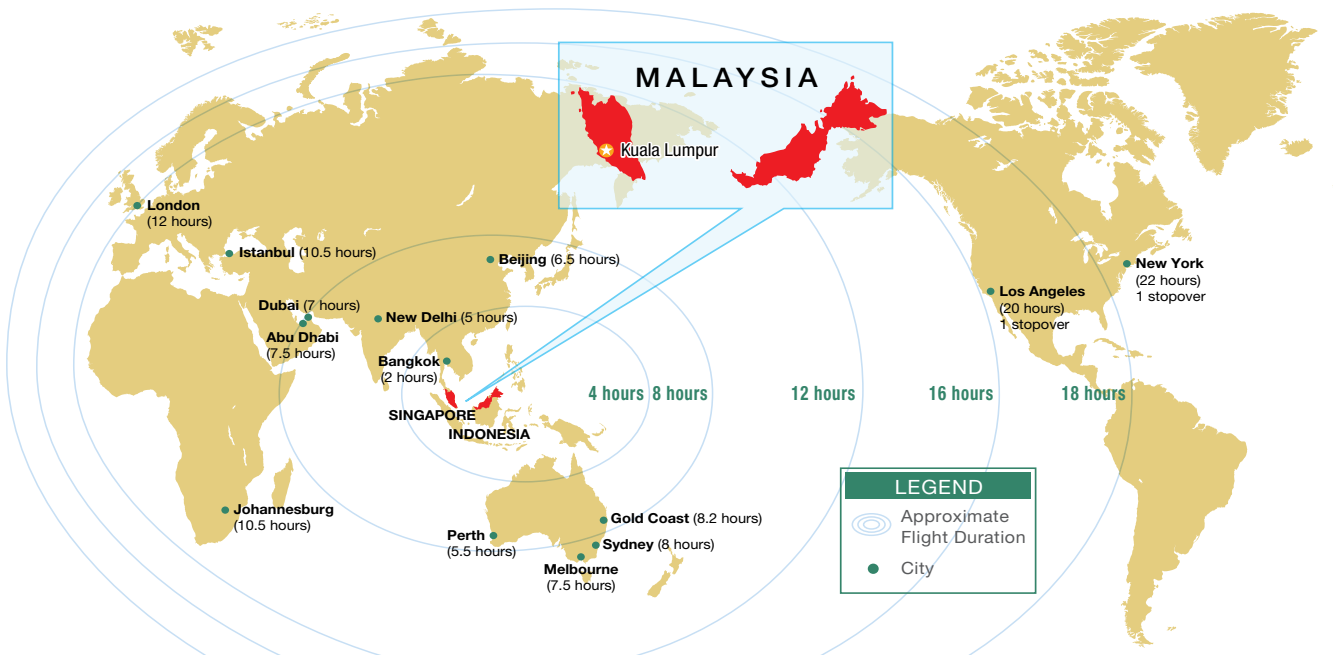 MALAYSIA
Kuala Lumpur
London
(12 hours)
Istanbul (10.5 hours)
Beijing (6.5 hours)
New York
(22 hours)
1 stopover
Los Angeles
(20 hours)
1 stopover
Dubai (7 hours)
Abu Dhabi
(7.5 hours)
New Delhi (5 hours)
Bangkok
(2 hours)
4 hours
8 hours
12 hours
16 hours
18 hours
SINGAPORE
INDONESIA
Johannesburg
(10.5 hours)
Perth
(5.5 hours)
Gold Coast (8.2 hours)
Sydney (8 hours)
Melbourne
(7.5 hours)
LEGEND
Approximate
Flight Duration
City